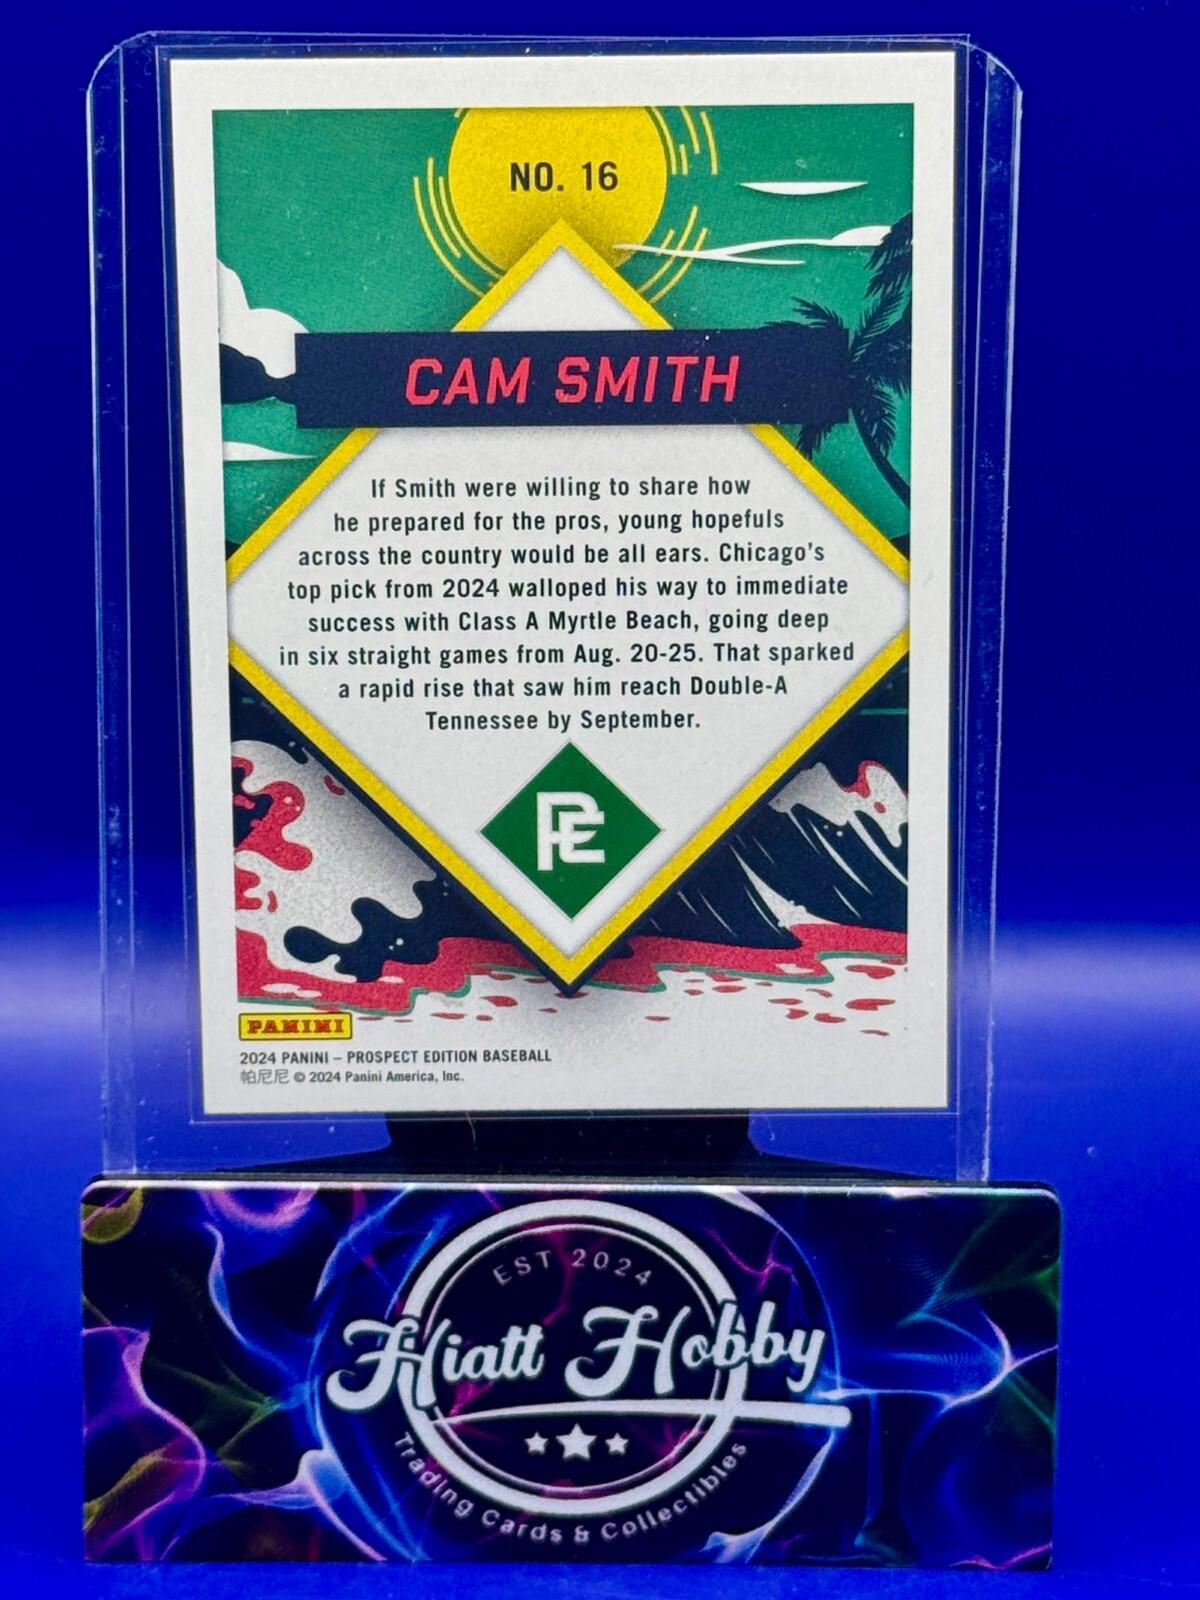 NO. 16
CAM SMITH
If Smith were willing to share how
he prepared for the pros, young hopefuls
across the country would be all ears. Chicago's
top pick from 2024 walloped his way to immediate
success with Class A Myrtle Beach, going deep
in six straight games from Aug. 20-25. That sparked
a rapid rise that saw him reach Double-A
Tennessee by September.
PE
PANINI
2024 PANINI – PROSPECT EDITION BASEBALL
帕尼尼 © 2024 Panini America, Inc.
EST 2024
Hiatt Hobby
Trading Cards & Collectibles